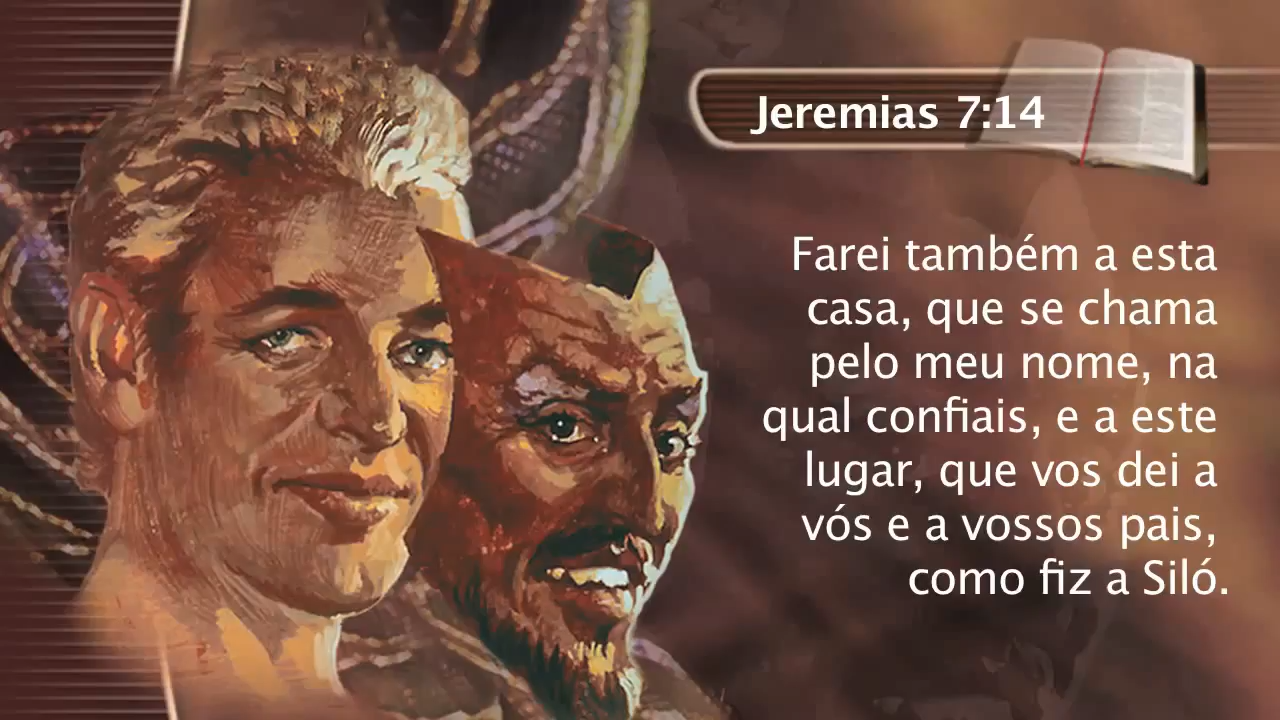 Jeremias 7:14
Farei também a esta
casa, que se chama
pelo meu nome, na
qual confiais, e a este
lugar, que vos dei a
vós e a vossos pais,
como fiz a Siló.